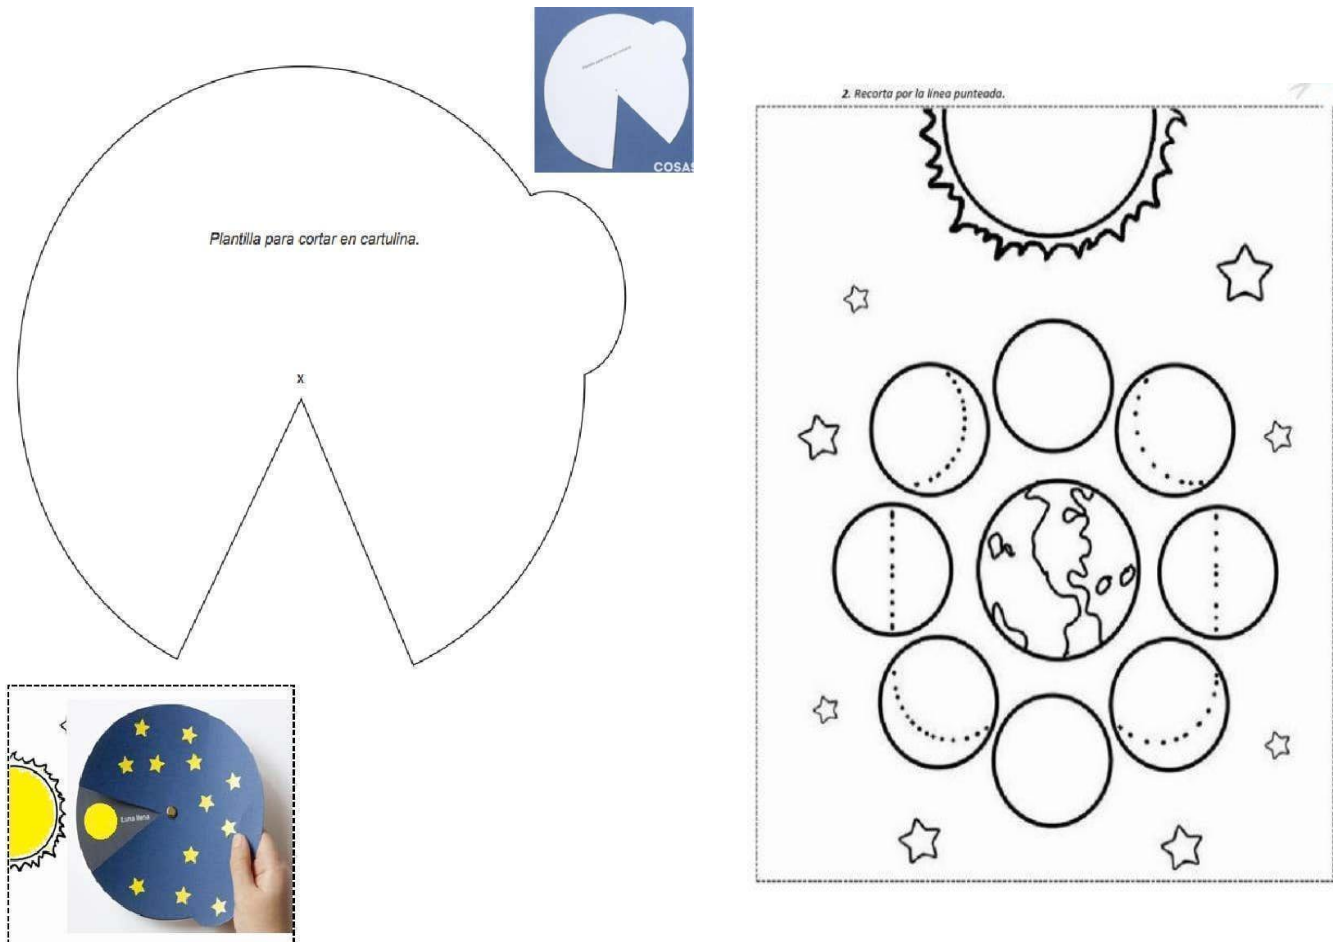 COSAS
2. Recorta por la línea punteada.
Plantilla para cortar en cartulina.
x
Luna llena